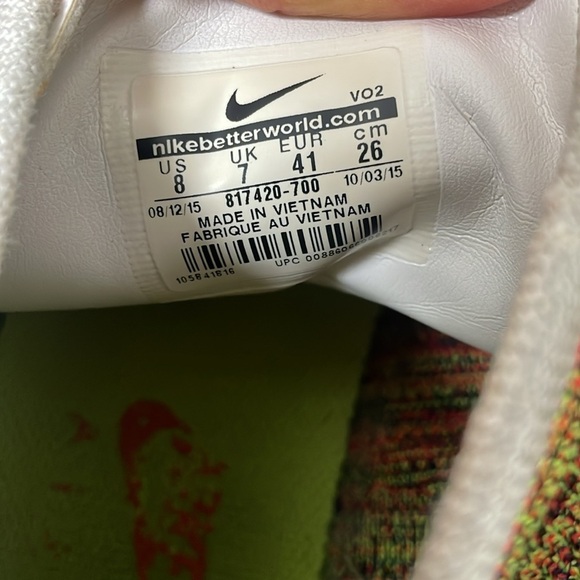 VO2
nikebetterworld.com
US UK EUR cm
8 7 41 26
08/12/15 817420-700 10/03/15
MADE IN VIETNAM
FABRIQUE AU VIETNAM
UPC